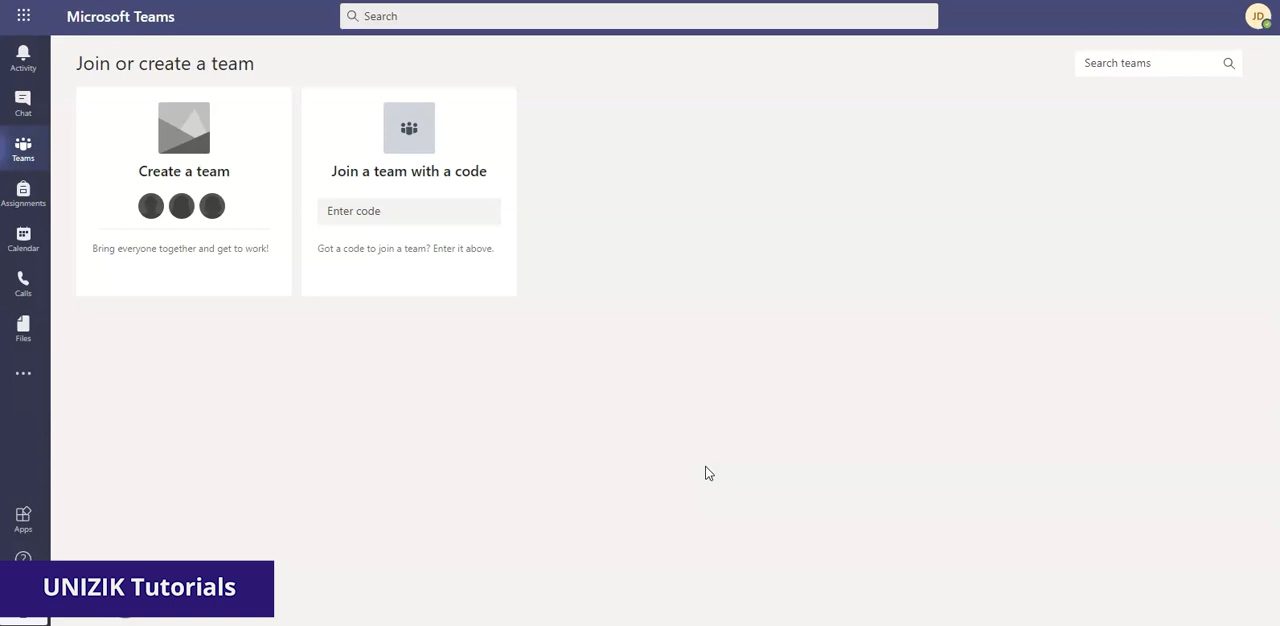 Microsoft Teams
Search
JD
Activity
Chat
Teams
Assignments
Calendar
Calls
Files
Apps
Join or create a team
Search teams
Create a team
Bring everyone together and get to work!
Join a team with a code
Enter code
Got a code to join a team? Enter it above.
UNIZIK Tutorials